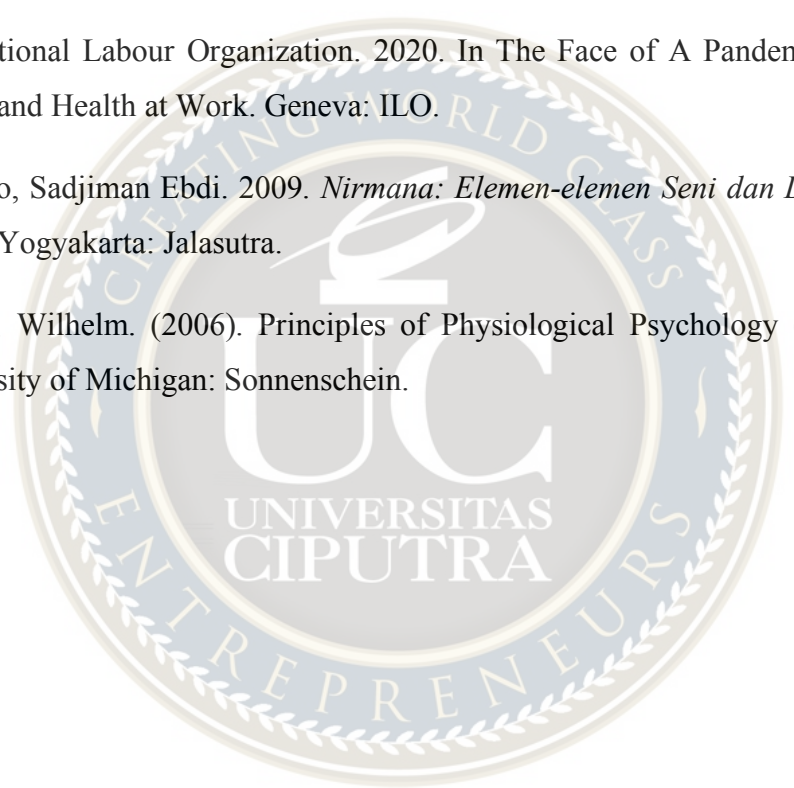 tional Labour Organization. 2020. In The Face of A Panden
and Health at Work. Geneva: ILO.
o, Sadjiman Ebdi. 2009. Nirmana: Elemen-elemen Seni dan
Yogyakarta: Jalasutra.
Wilhelm. (2006). Principles of Physiological Psychology
sity of Michigan: Sonnenschein.
CREATING WORLD CLASS
UC
UNIVERSITAS
CIPUTRA
ENTREPRENEURS